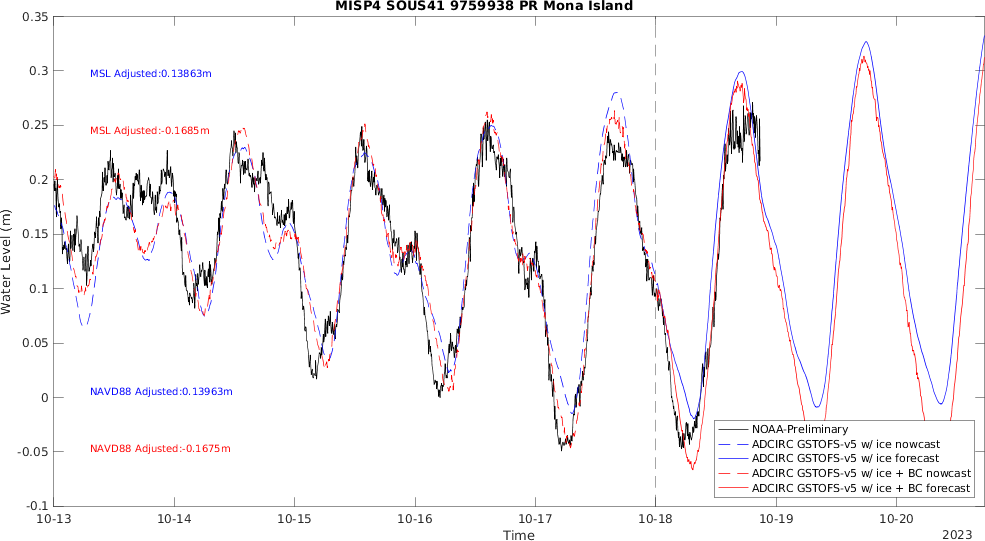 MISP4 SOUS41 9759938 PR Mona Island
0.35
0.3
0.25
0.2
0.15
0.1
0.05
0
-0.05
-0.1
Water Level (m)
MSL Adjusted:0.13863m
MSL Adjusted:-0.1685m
NAVD88 Adjusted:0.13963m
NAVD88 Adjusted:-0.1675m
NOAA-Preliminary
ADCIRC GSTOFS-v5 w/ ice nowcast
ADCIRC GSTOFS-v5 w/ ice forecast
ADCIRC GSTOFS-v5 w/ ice + BC nowcast
ADCIRC GSTOFS-v5 w/ ice + BC forecast
10-13 10-14 10-15 10-16 10-17 10-18 10-19 10-20
Time
2023